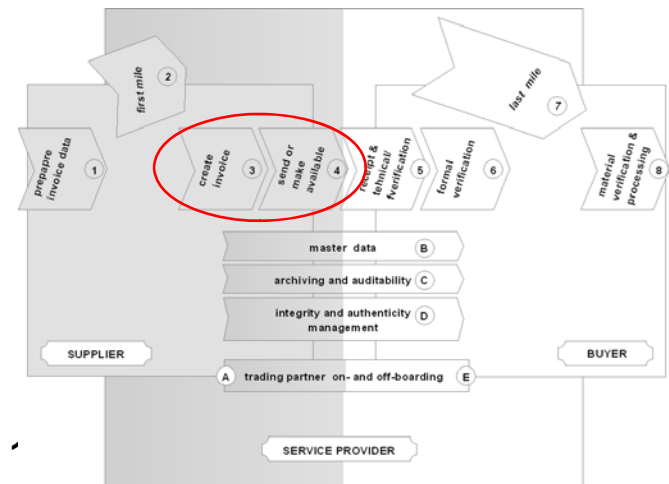 first mile
2
last mile
7
prepapre
invoice data
1
create
invoice
3
send or
make
available
4
receipt &
tehnical/
fverification
5
formal
verification
6
material
verification &
processing
8
master data
B
archiving and auditability
C
integrity and authenticity
management
D
SUPPLIER
BUYER
A
trading partner on- and off-boarding
E
SERVICE PROVIDER